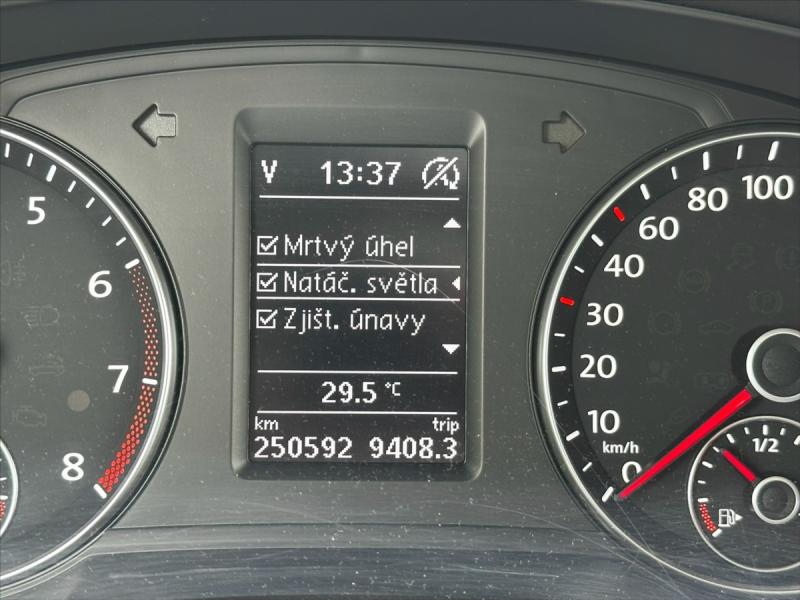 V 13:37
Mrtvý úhel
Natáč. světla
Zjišt. únavy
29.5 °C
km trip
250592 9408.3
5
6
7
8
0
10
20
30
40
60
80
100
km/h
1/2